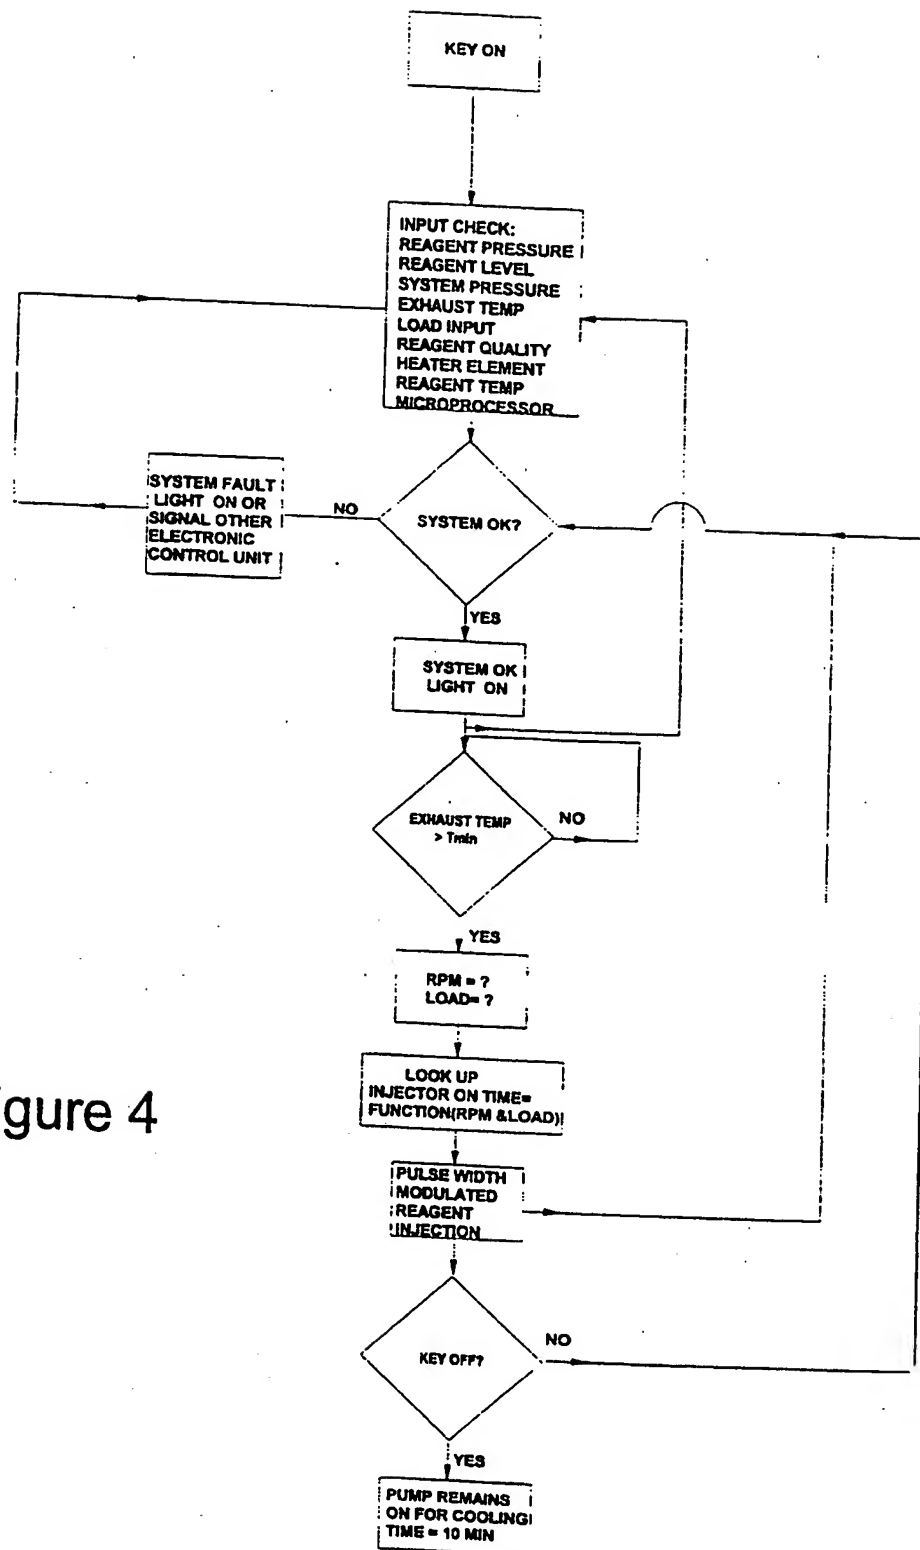 KEY ON
INPUT CHECK:
REAGENT PRESSURE
REAGENT LEVEL
SYSTEM PRESSURE
EXHAUST TEMP
LOAD INPUT
REAGENT QUALITY
HEATER ELEMENT
REAGENT TEMP
MICROPROCESSOR
SYSTEM FAULT
LIGHT ON OR
SIGNAL OTHER
ELECTRONIC
CONTROL UNIT
NO
SYSTEM OK?
YES
SYSTEM OK
LIGHT ON
EXHAUST TEMP
> Tmin
NO
YES
RPM = ?
LOAD= ?
LOOK UP
INJECTOR ON TIME=
FUNCTION(RPM &LOAD)
gure 4
PULSE WIDTH
MODULATED
REAGENT
INJECTION
KEY OFF?
NO
YES
PUMP REMAINS
ON FOR COOLING
TIME = 10 MIN